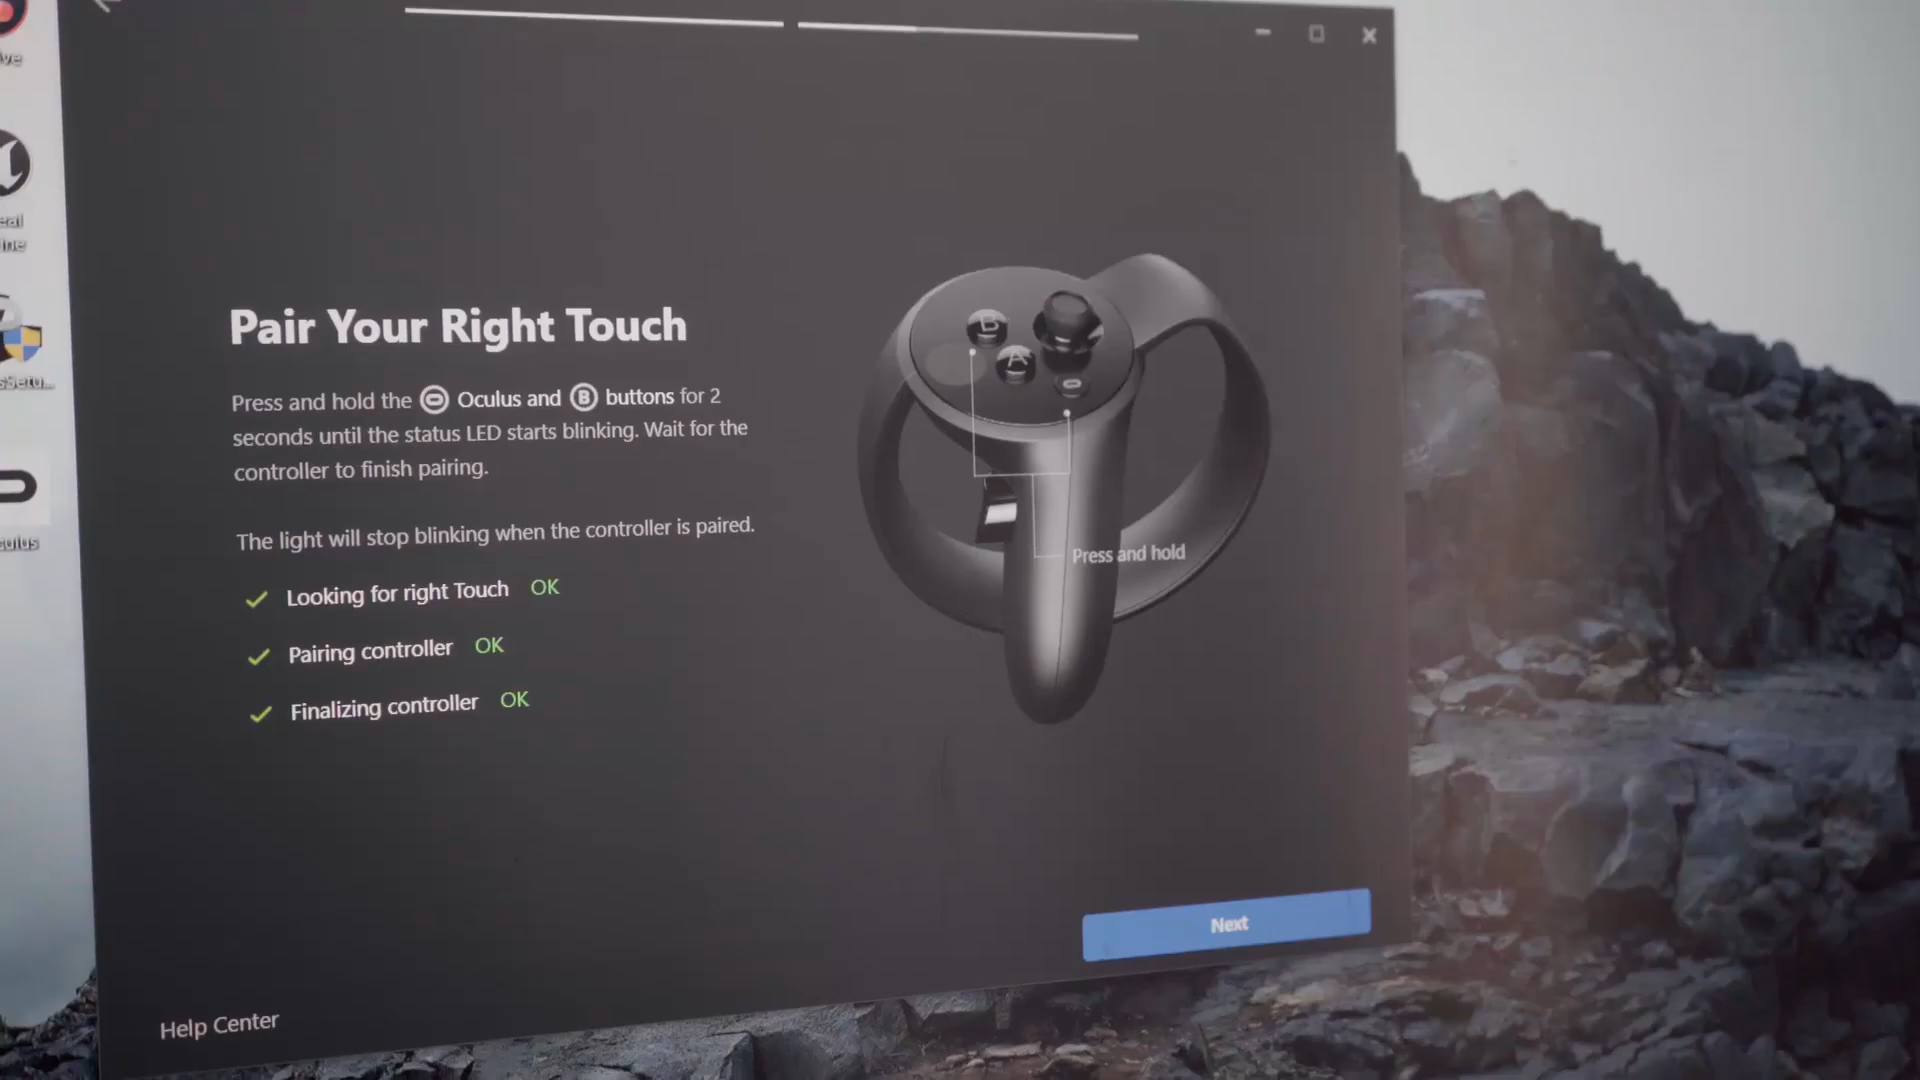 Pair Your Right Touch
Press and hold the Oculus and B buttons for 2
seconds until the status LED starts blinking. Wait for the
controller to finish pairing.
The light will stop blinking when the controller is paired.
Looking for right Touch OK
Pairing controller OK
Finalizing controller OK
B
A
Press and hold
Next
Help Center